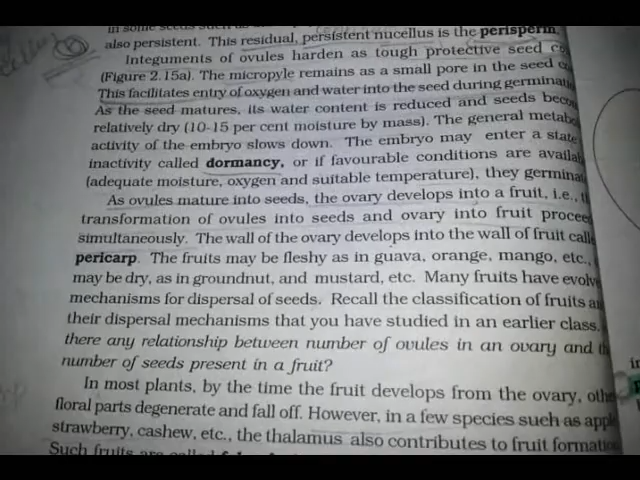 in some seeds such as
also persistent. This residual, persistent nucellus is the perisperm.
Integuments of ovules harden as tough protective seed co
(Figure 2.15a). The micropyle remains as a small pore in the seed c
This facilitates entry of oxygen and water into the seed during germinati
As the seed matures, its water content is reduced and seeds beco
relatively dry (10-15 per cent moisture by mass). The general metabo
activity of the embryo slows down. The embryo may enter a state
inactivity called dormancy, or if favourable conditions are availab
(adequate moisture, oxygen and suitable temperature), they germinat
As ovules mature into seeds, the ovary develops into a fruit, i.e., t
transformation of ovules into seeds and ovary into fruit procee
simultaneously. The wall of the ovary develops into the wall of fruit calle
pericarp. The fruits may be fleshy as in guava, orange, mango, etc.,
may be dry, as in groundnut, and mustard, etc. Many fruits have evolv
mechanisms for dispersal of seeds. Recall the classification of fruits a
their dispersal mechanisms that you have studied in an earlier class.
there any relationship between number of ovules in an ovary and th
number of seeds present in a fruit?
In most plants, by the time the fruit develops from the ovary, othe
floral parts degenerate and fall off. However, in a few species such as appl
strawberry, cashew, etc., the thalamus also contributes to fruit formatio
Such fruits are called